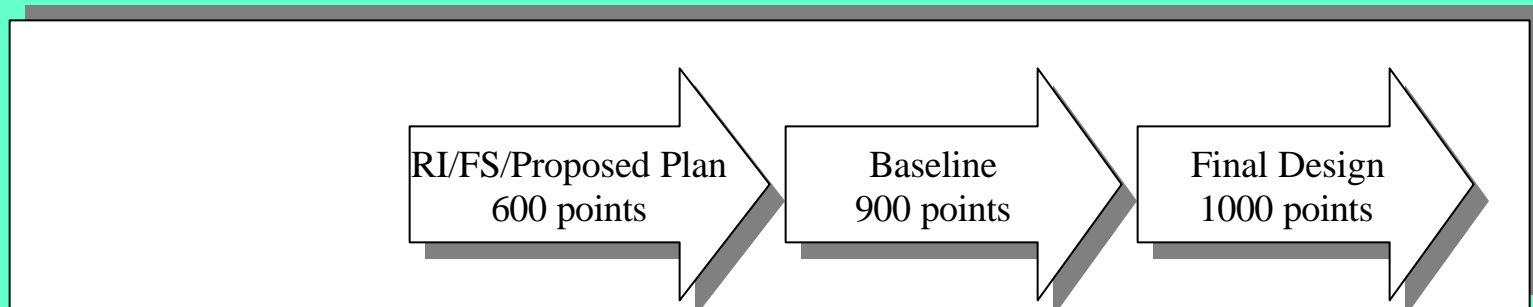 RI/FS/Proposed Plan
600 points
Baseline
900 points
Final Design
1000 points